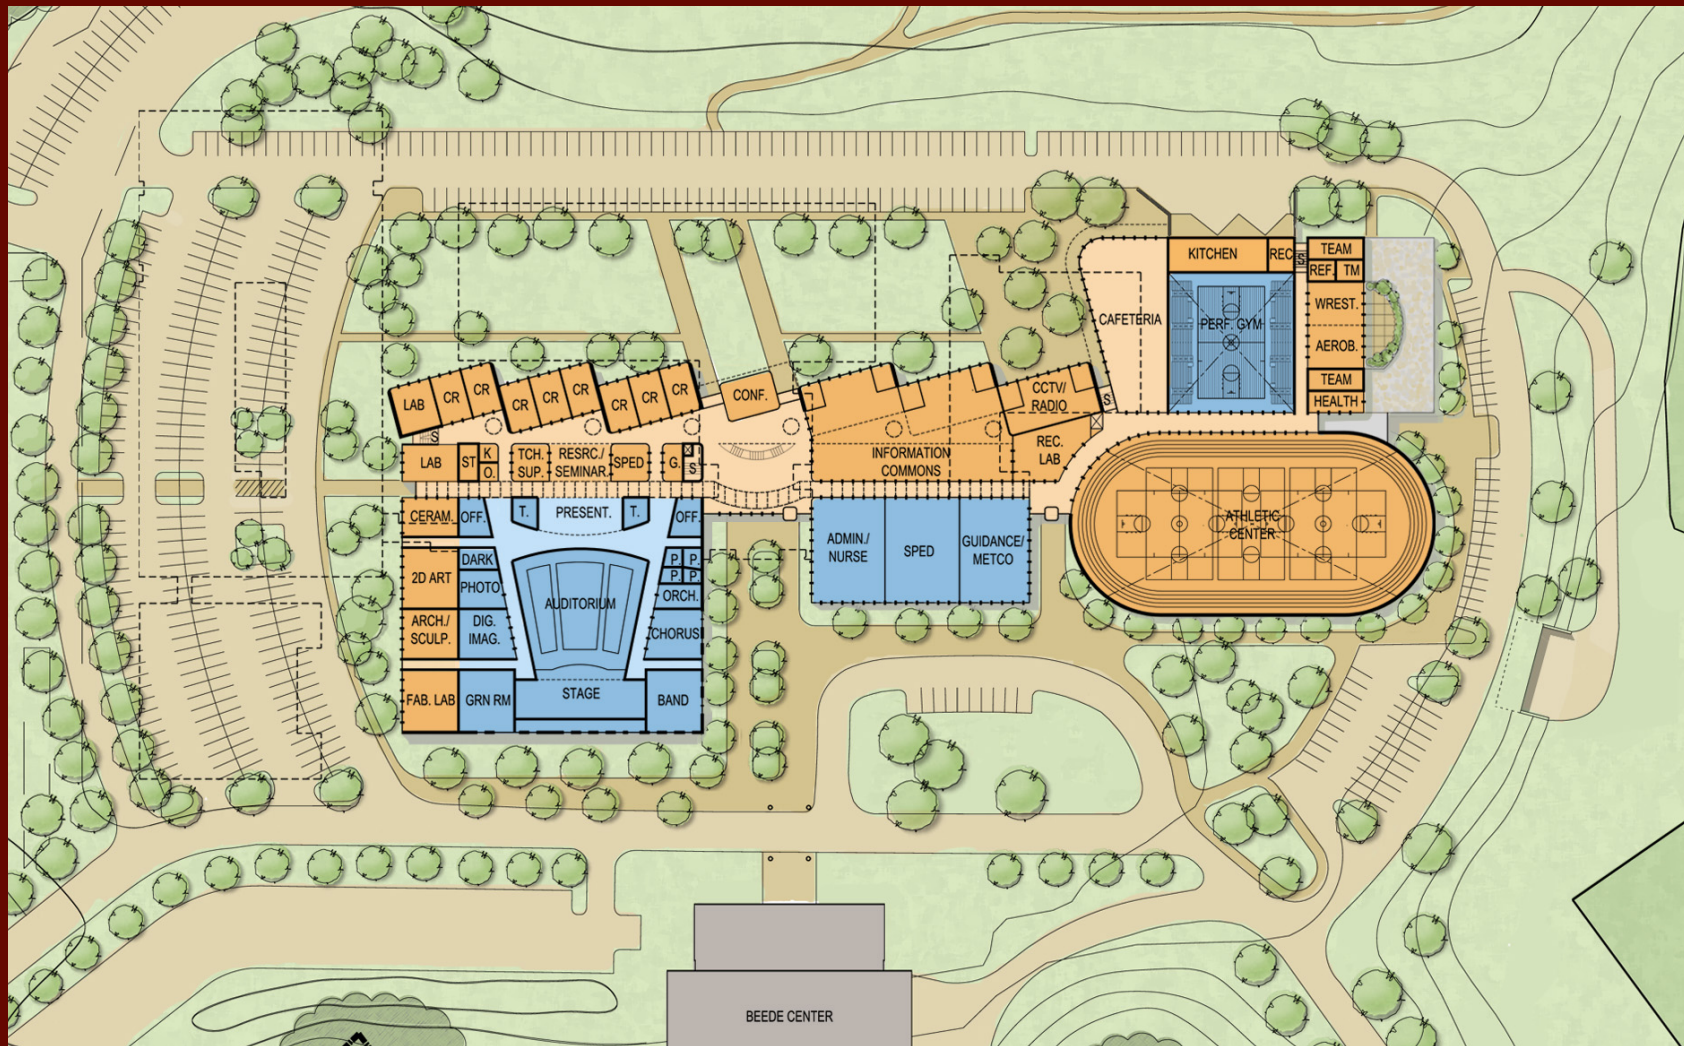 KITCHEN
REC
TEAM
REF.
TM
WREST.
AEROB.
TEAM
HEALTH
CAFETERIA
PERF. GYM
LAB
CR
CR
CR
CR
CR
CR
CR
CR
CONF.
CCTV/
RADIO
S
S
LAB
ST
K
O.
TCH.
SUP.
RESRC./
SEMINAR
SPED
G.
S
INFORMATION
COMMONS
REC.
LAB
CERAM.
OFF.
T.
PRESENT.
T.
OFF.
ADMIN./
NURSE
SPED
GUIDANCE/
METCO
ATHLETIC
CENTER
2D ART
DARK
PHOTO
AUDITORIUM
P.
P.
P.
P.
ORCH.
ARCH./
SCULP.
DIG.
IMAG.
CHORUS
FAB. LAB
GRN RM
STAGE
BAND
BEEDE CENTER